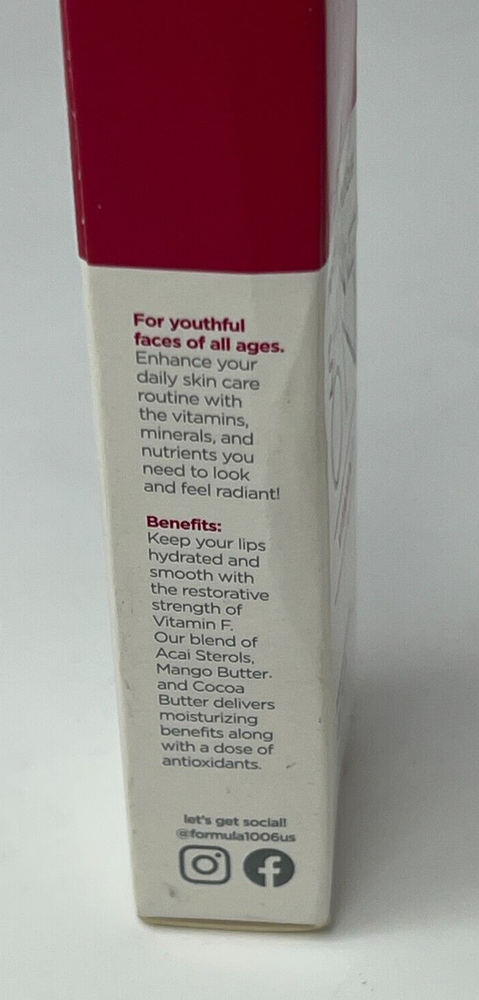 For youthful
faces of all ages.
Enhance your
daily skin care
routine with
the vitamins,
minerals, and
nutrients you
need to look
and feel radiant!
Benefits:
Keep your lips
hydrated and
smooth with
the restorative
strength of
Vitamin F.
Our blend of
Acai Sterols,
Mango Butter.
and Cocoa
Butter delivers
moisturizing
benefits along
with a dose of
antioxidants.
let's get social!
@formula1006us